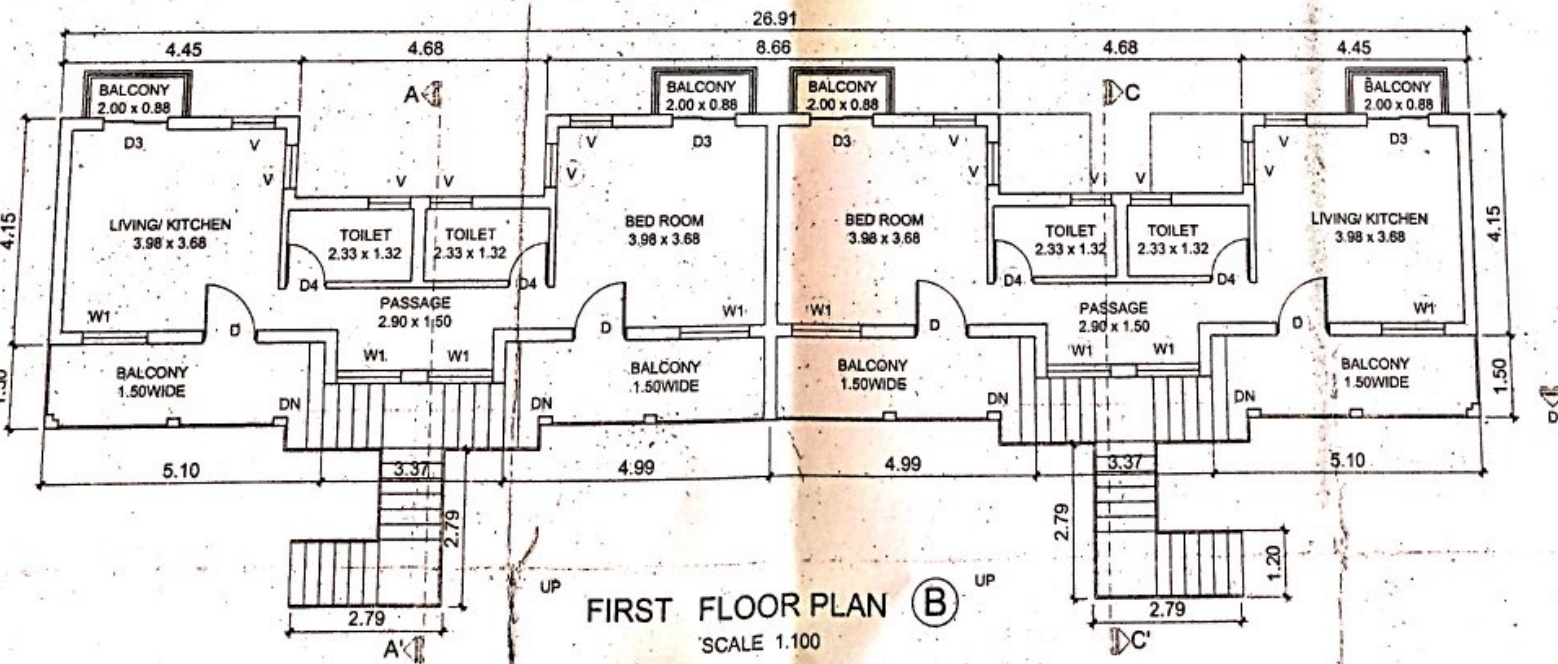 26.91
4.45 4.68 8.66 4.68 4.45
BALCONY
2.00 x 0.88
A
BALCONY
2.00 x 0.88
BALCONY
2.00 x 0.88
C
BALCONY
2.00 x 0.88
D3 V V D3 D3 V V D3
V V V V V V V V
4.15
LIVING/ KITCHEN
3.98 x 3.68
TOILET
2.33 x 1.32
TOILET
2.33 x 1.32
BED ROOM
3.98 x 3.68
BED ROOM
3.98 x 3.68
TOILET
2.33 x 1.32
TOILET
2.33 x 1.32
LIVING/ KITCHEN
3.98 x 3.68
4.15
D4 D4 D4 D4
PASSAGE
2.90 x 1.50
PASSAGE
2.90 x 1.50
W1 D D W1 W1 D D W1
W1. W1 W1 W1
BALCONY
1.50WIDE
BALCONY
1.50WIDE
BALCONY
1.50WIDE
BALCONY
1.50WIDE
1.50
DN DN DN DN
5.10 3.37 4.99 4.99 3.37 5.10
2.79 2.79 1.20
UP UP
2.79 2.79
FIRST FLOOR PLAN B
SCALE 1.100
A' C'